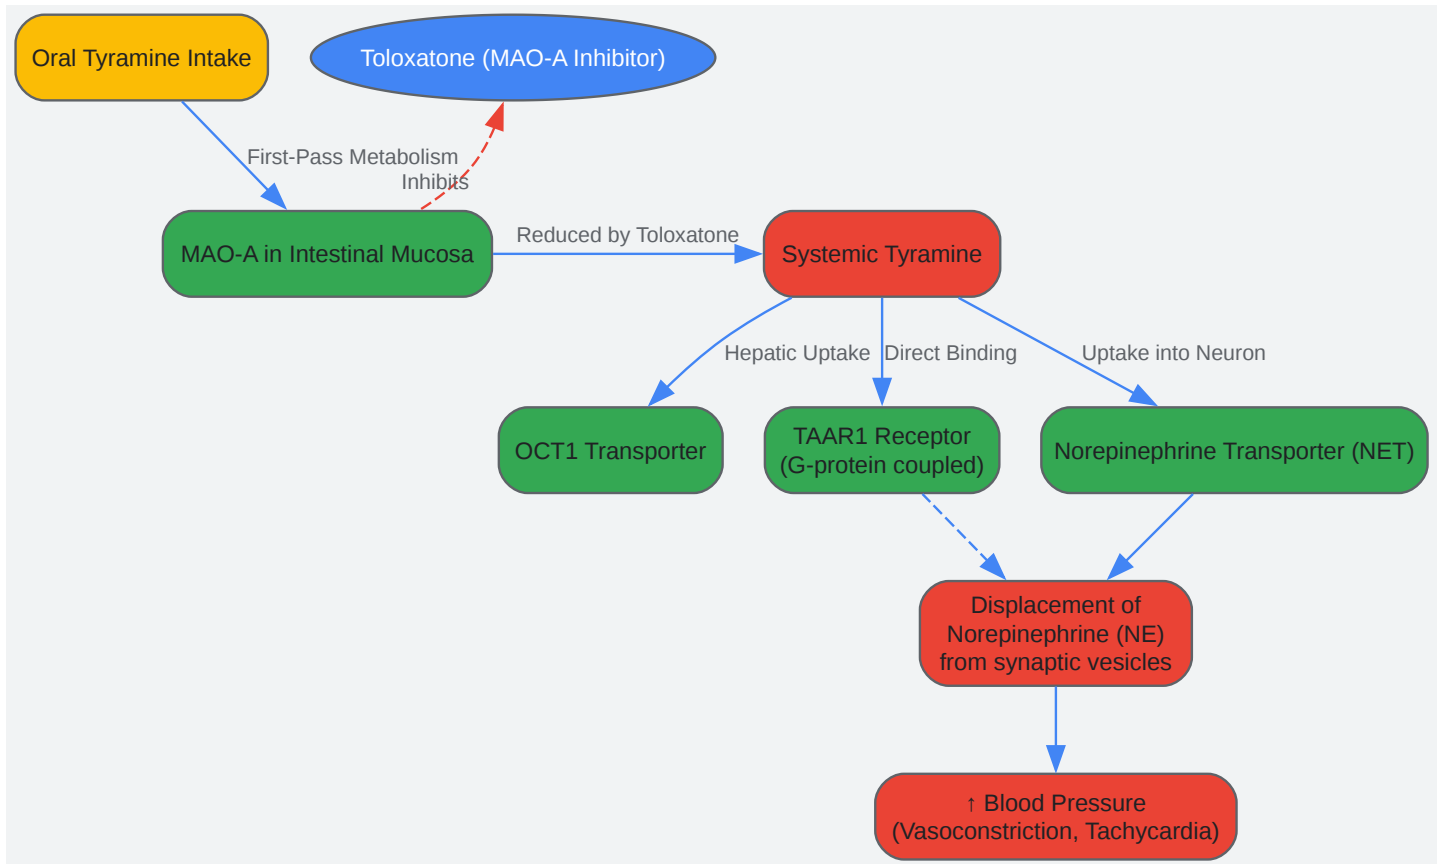 Oral Tyramine Intake
Toloxatone (MAO-A Inhibitor)
First-Pass Metabolism
Inhibits
MAO-A in Intestinal Mucosa
Reduced by Toloxatone
Systemic Tyramine
Hepatic Uptake
Direct Binding
Uptake into Neuron
OCT1 Transporter
TAAR1 Receptor
(G-protein coupled)
Norepinephrine Transporter (NET)
Displacement of
Norepinephrine (NE)
from synaptic vesicles
↑ Blood Pressure
(Vasoconstriction, Tachycardia)